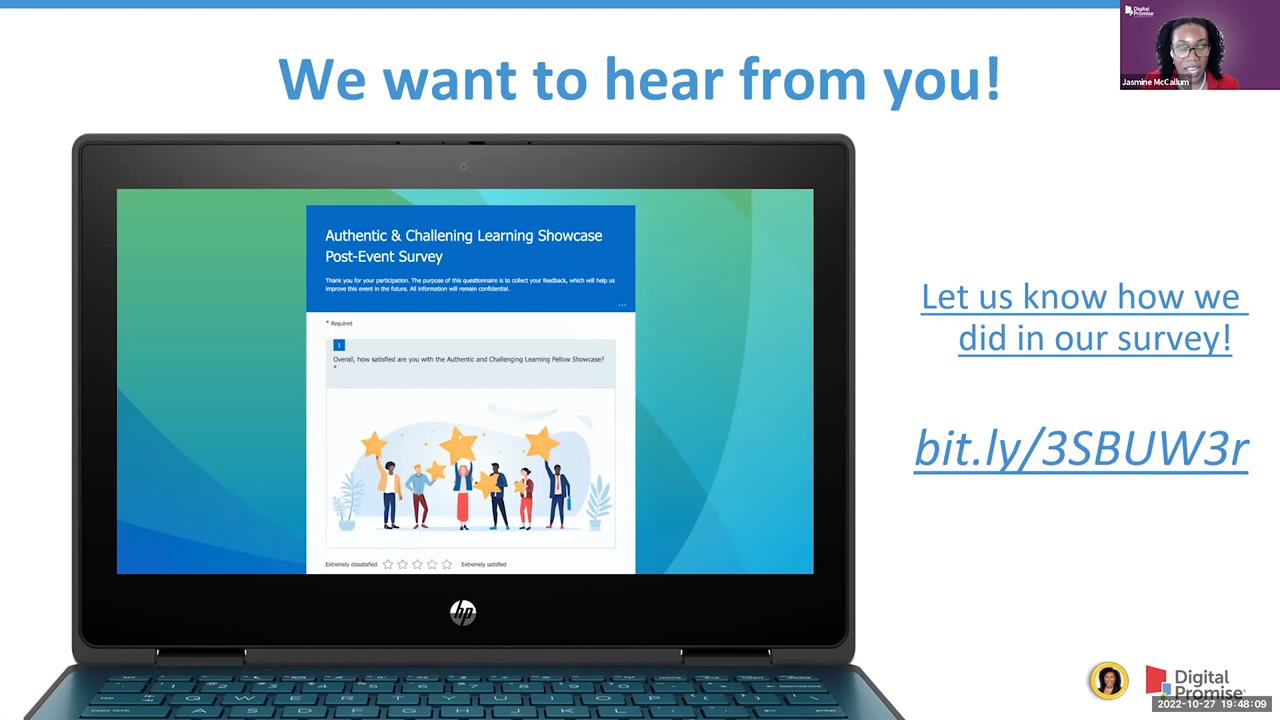 Digital
Promise
Jasmine McCallum
We want to hear from you!
Authentic & Challening Learning Showcase
Post-Event Survey
Thank you for your participation. The purpose of this questionnaire is to collect your feedback, which will help us
improve this event in the future. All information will remain confidential.
...
* Required
1
Overall, how satisfied are you with the Authentic and Challenging Learning Fellow Showcase?
*
Extremely dissatisfied
Extremely satisfied
hp
Let us know how we
did in our survey!
bit.ly/3SBUW3r
Digital
Promise
2022-10-27 19:48:09